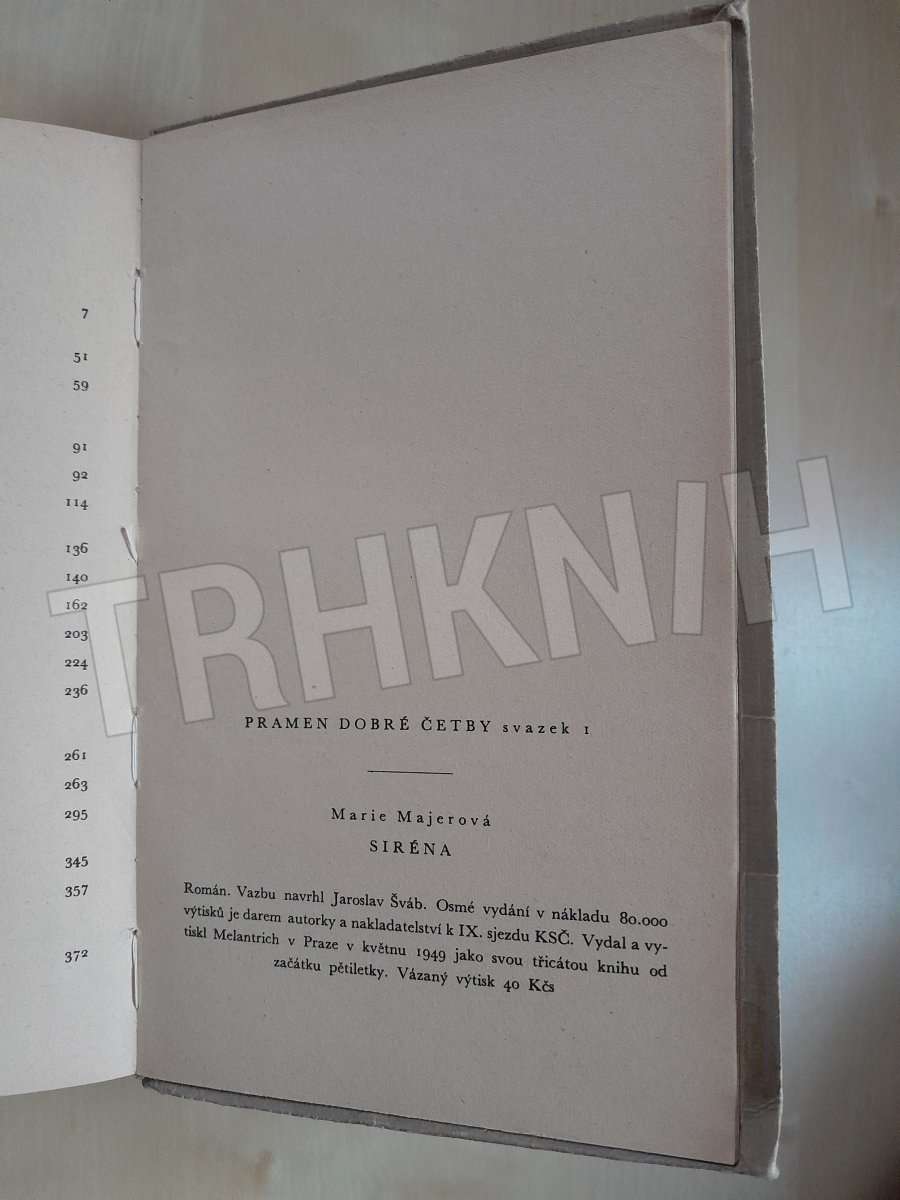 7
51
59
91
92
114
136
140
162
203
224
236
261
263
295
345
357
372
TRHKNIH
PRAMEN DOBRÉ ČETBY svazek 1
Marie Majerová
SIRÉNA
Román. Vazbu navrhl Jaroslav Šváb. Osmé vydání v nákladu 80.000
výtisků je darem autorky a nakladatelství k IX. sjezdu KSČ. Vydal a vy-
tiskl Melantrich v Praze v květnu 1949 jako svou třicátou knihu od
začátku pětiletky. Vázaný výtisk 40 Kčs